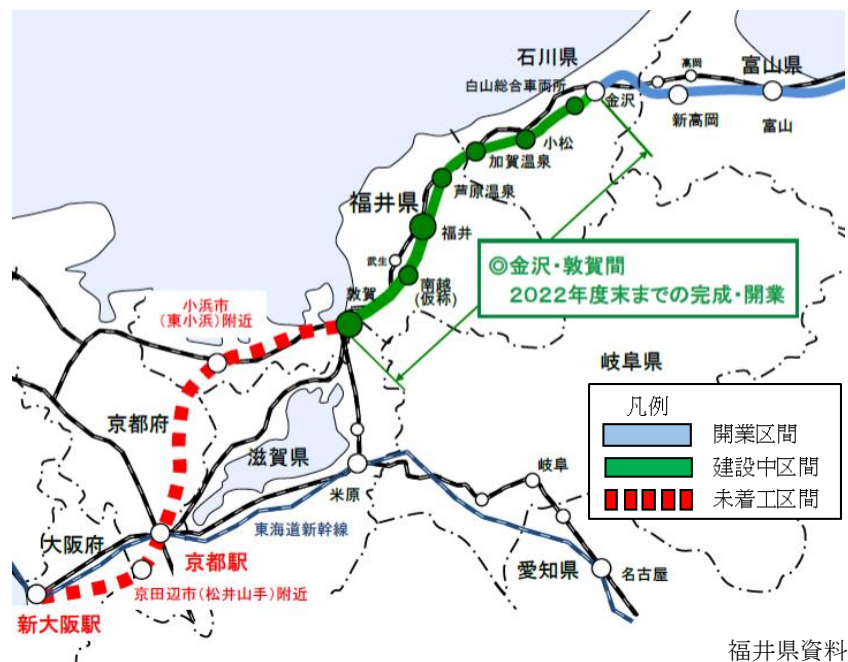 石川県
高岡
富山県
白山総合車両所
金沢
新高岡
富山
小松
加賀温泉
芦原温泉
福井県
福井
武生
◎金沢・敦賀間
2022年度末までの完成・開業
南越
(仮称)
敦賀
小浜市
(東小浜)附近
岐阜県
凡例
開業区間
建設中区間
未着工区間
京都府
滋賀県
岐阜
米原
東海道新幹線
大阪府
京都駅
愛知県
名古屋
京田辺市(松井山手)附近
新大阪駅
福井県資料